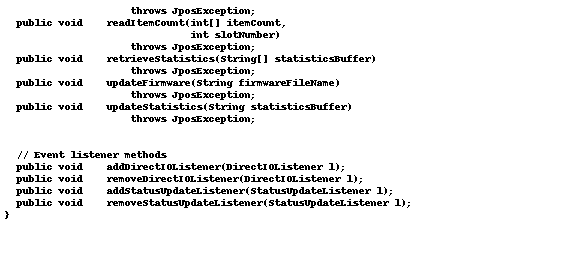 throws JposException;
public void readItemCount(int[] itemCount,
int slotNumber)
throws JposException;
public void retrieveStatistics(String[] statisticsBuffer)
throws JposException;
public void updateFirmware(String firmwareFileName)
throws JposException;
public void updateStatistics(String statisticsBuffer)
throws JposException;
// Event listener methods
public void addDirectIOListener(DirectIOListener l);
public void removeDirectIOListener(DirectIOListener l);
public void addStatusUpdateListener(StatusUpdateListener l);
public void removeStatusUpdateListener(StatusUpdateListener l);
}